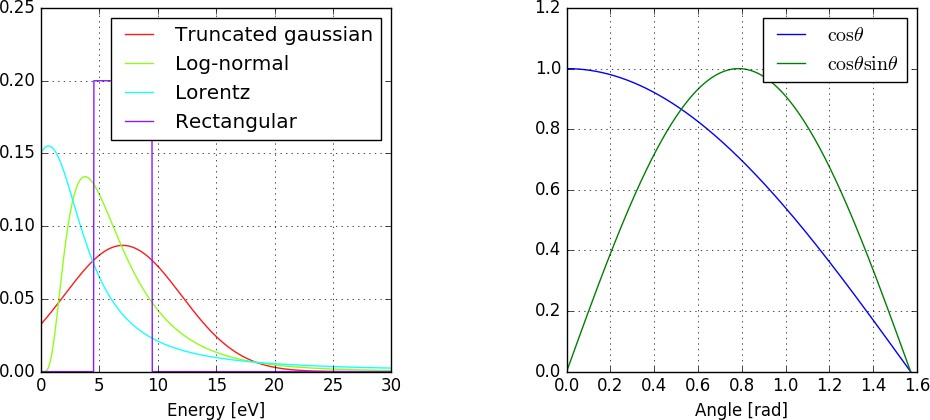 0.25
0.20
0.15
0.10
0.05
0.00
0 5 10 15 20 25 30
Energy [eV]
Truncated gaussian
Log-normal
Lorentz
Rectangular
1.2
1.0
0.8
0.6
0.4
0.2
0.0
0.0 0.2 0.4 0.6 0.8 1.0 1.2 1.4 1.6
Angle [rad]
cosθ
cosθsinθ